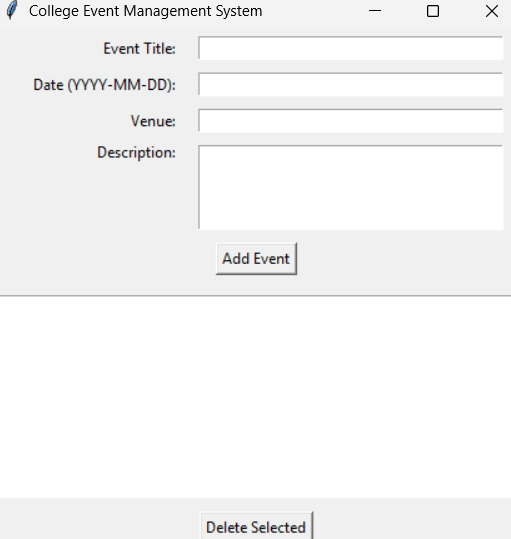 College Event Management System
Event Title:
Date (YYYY-MM-DD):
Venue:
Description:
Add Event
Delete Selected